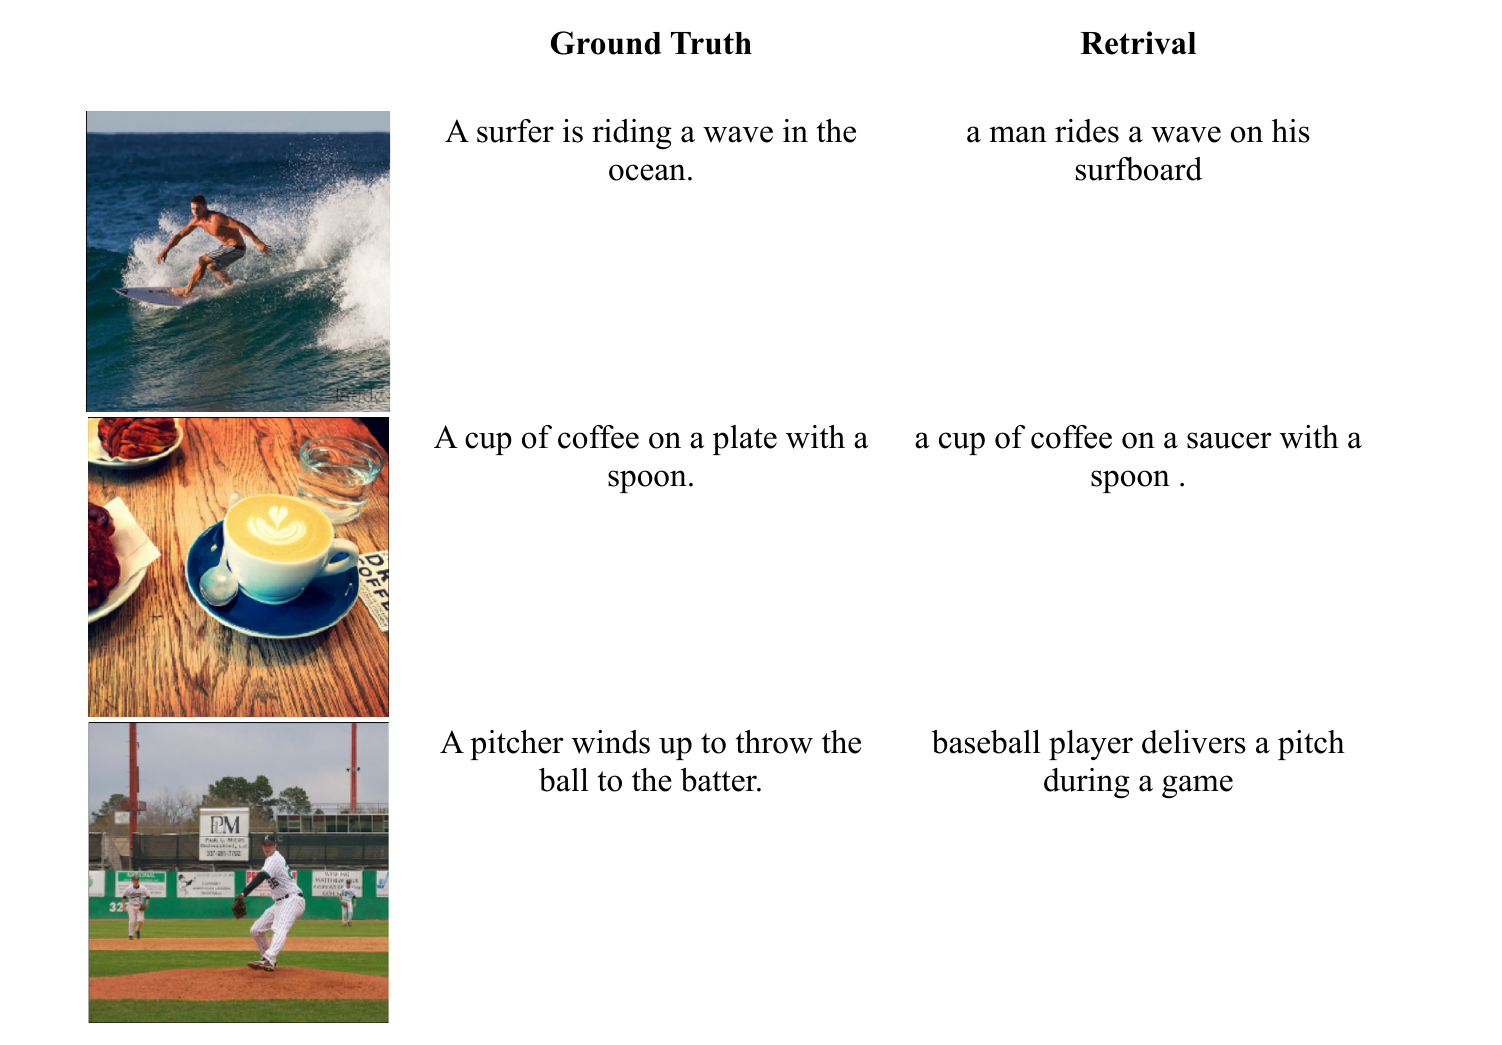 Ground Truth
Retrival
A surfer is riding a wave in the
ocean.
a man rides a wave on his
surfboard
A cup of coffee on a plate with a
spoon.
a cup of coffee on a saucer with a
spoon .
A pitcher winds up to throw the
ball to the batter.
baseball player delivers a pitch
during a game
PLM
327